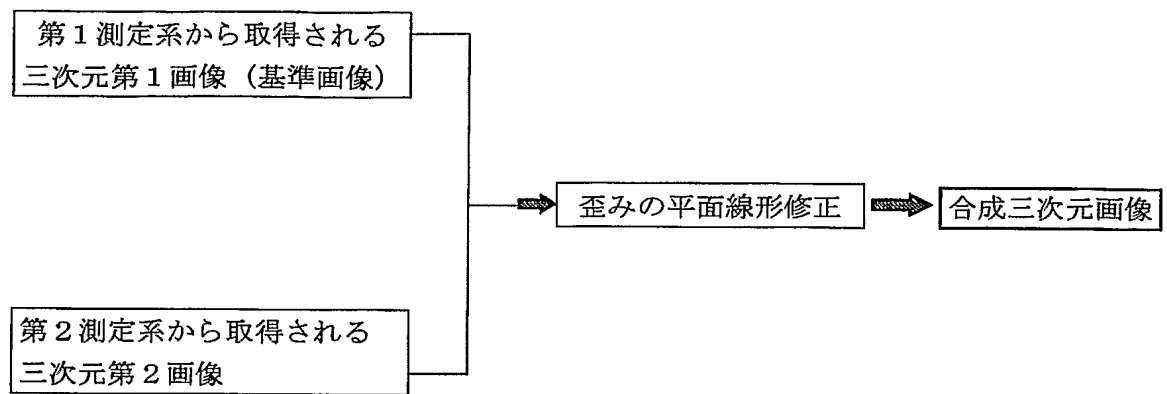 第１測定系から取得される
三次元第１画像（基準画像）
歪みの平面線形修正
合成三次元画像
第２測定系から取得される
三次元第２画像